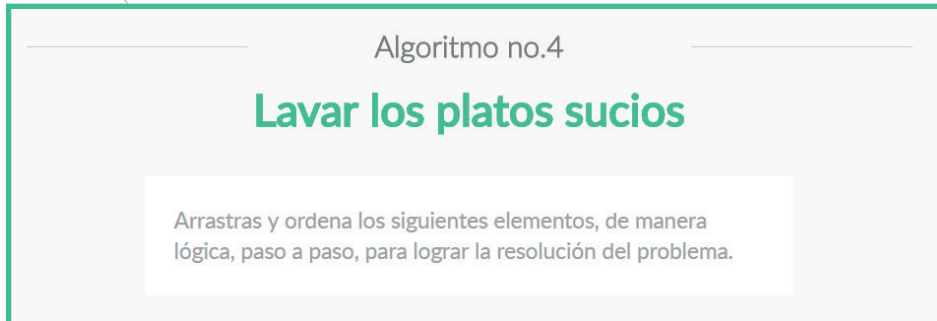 Algoritmo no.4
Lavar los platos sucios
Arrastras y ordena los siguientes elementos, de manera
lógica, paso a paso, para lograr la resolución del problema.